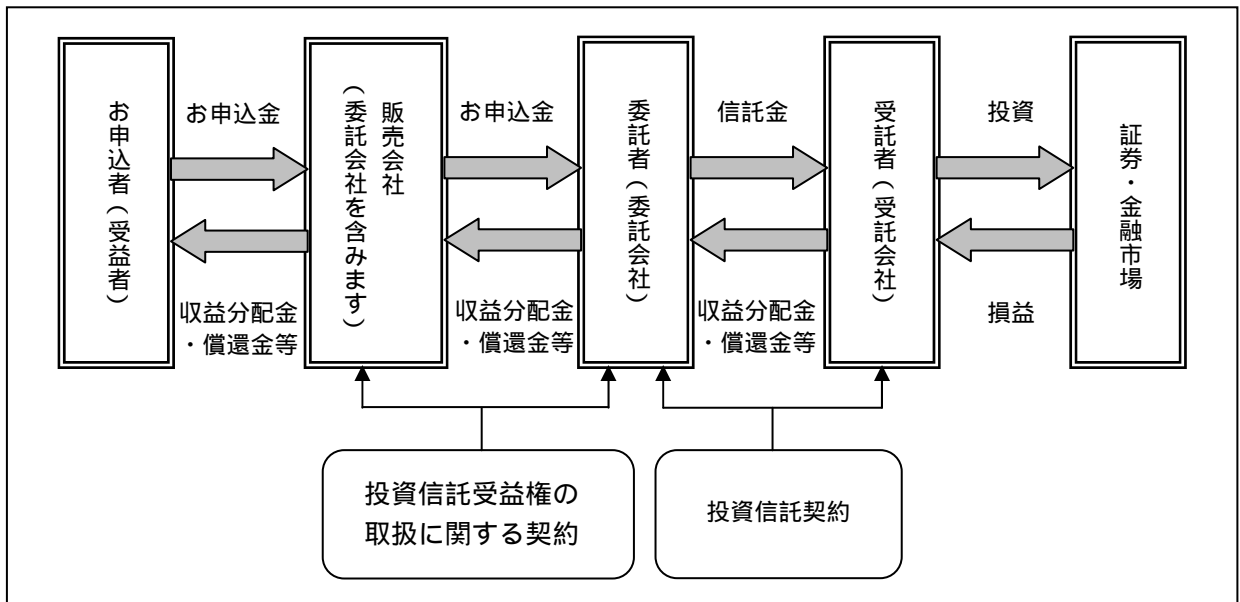 お申込者（受益者）
お申込金
収益分配金
・償還金等
販売会社
（委託会社を含みます）
お申込金
収益分配金
・償還金等
委託者（委託会社）
信託金
収益分配金
・償還金等
受託者（受託会社）
投資
損益
証券・金融市場
投資信託受益権の
取扱に関する契約
投資信託契約